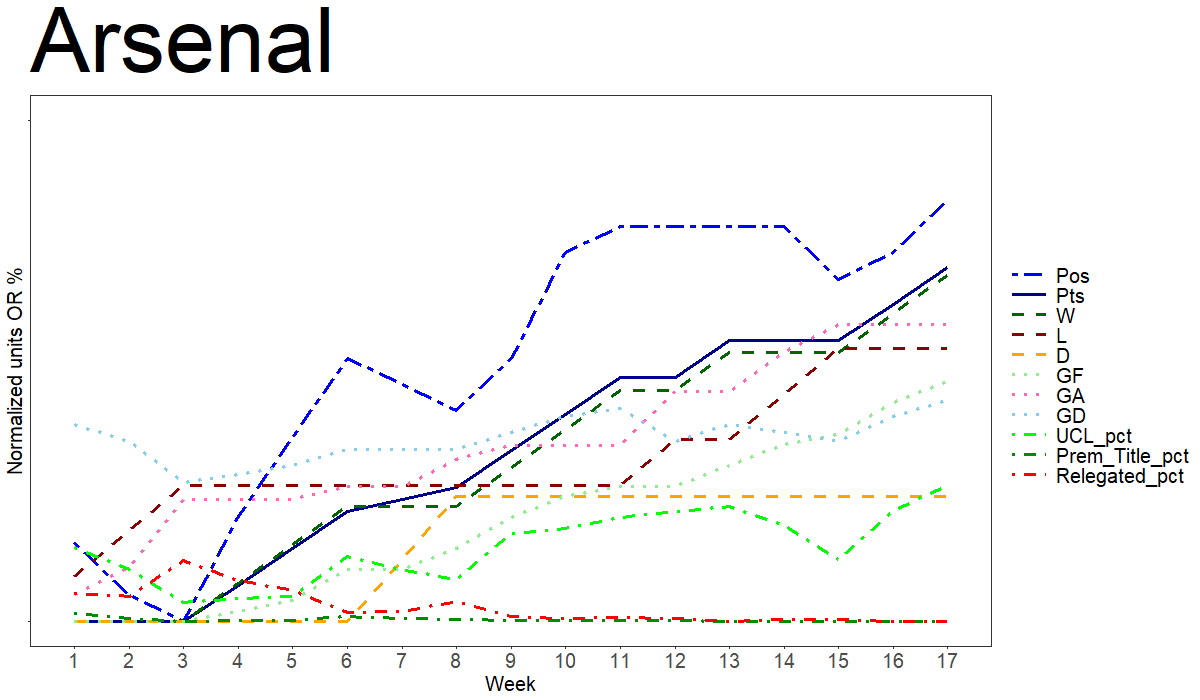 Arsenal
Normalized units OR %
Pos
Pts
W
L
D
GF
GA
GD
UCL_pct
Prem_Title_pct
Relegated_pct
1 2 3 4 5 6 7 8 9 10 11 12 13 14 15 16 17
Week